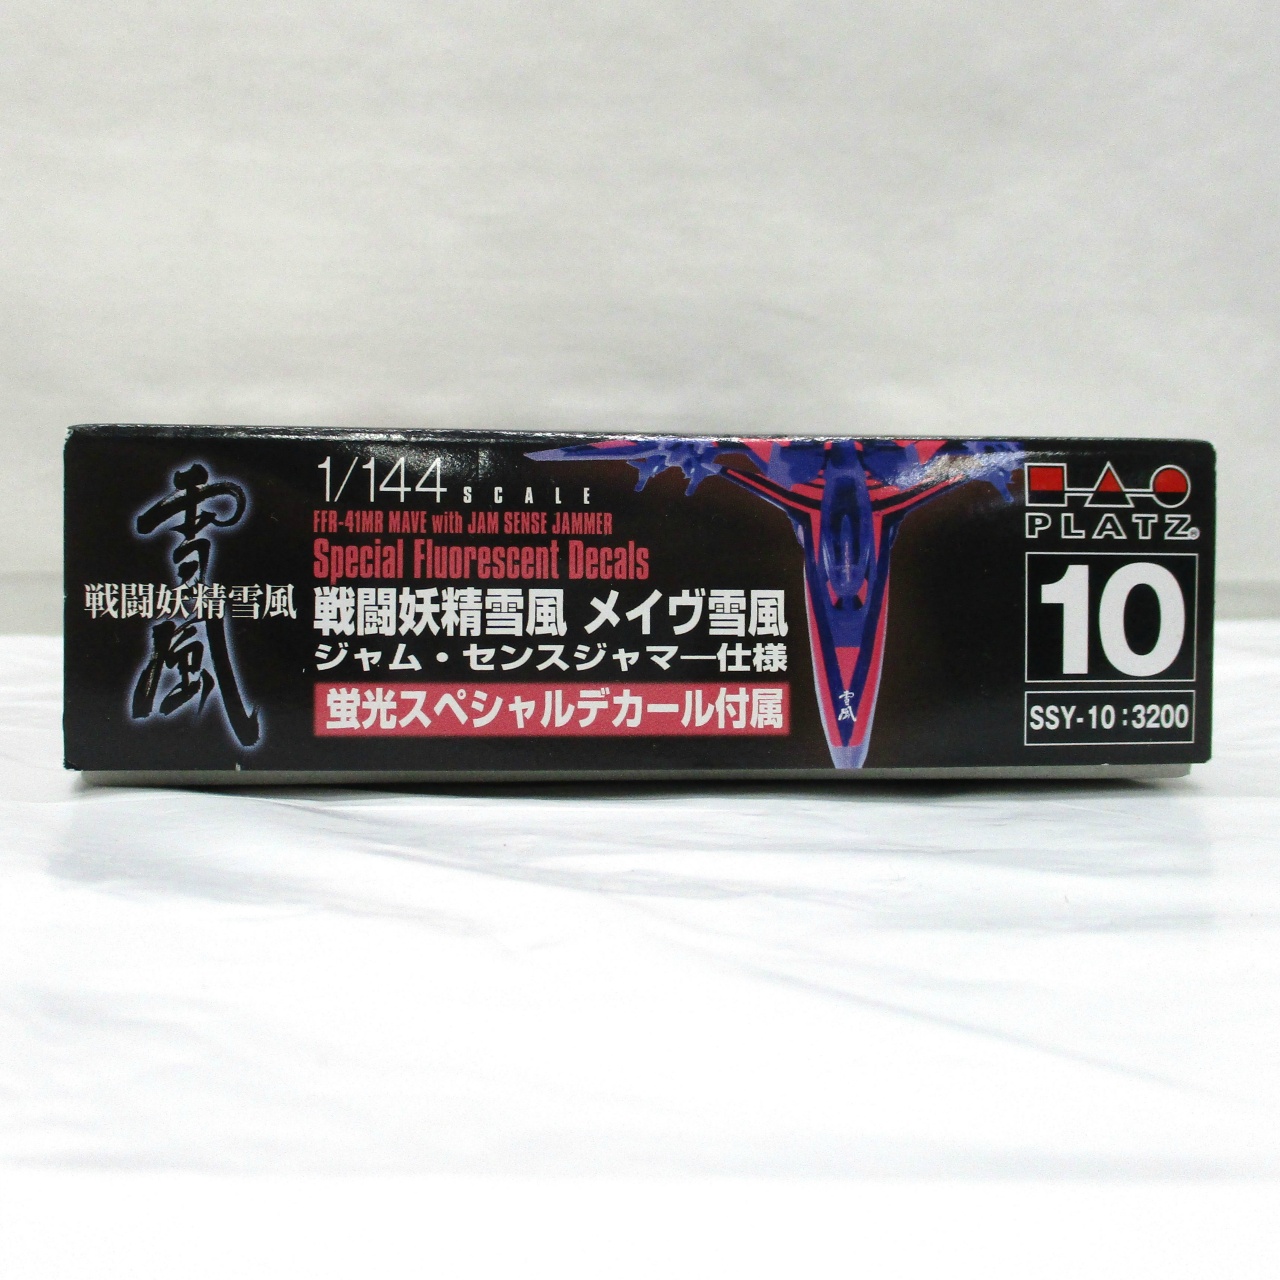 雪風
戦闘妖精雪風
1/144 SCALE
FFR-41MR MAVE with JAM SENSE JAMMER
Special Fluorescent Decals
戦闘妖精雪風 メイヴ雪風
ジャム・センスジャマー仕様
蛍光スペシャルデカール付属
雪風
PLATZ®
10
SSY-10:3200